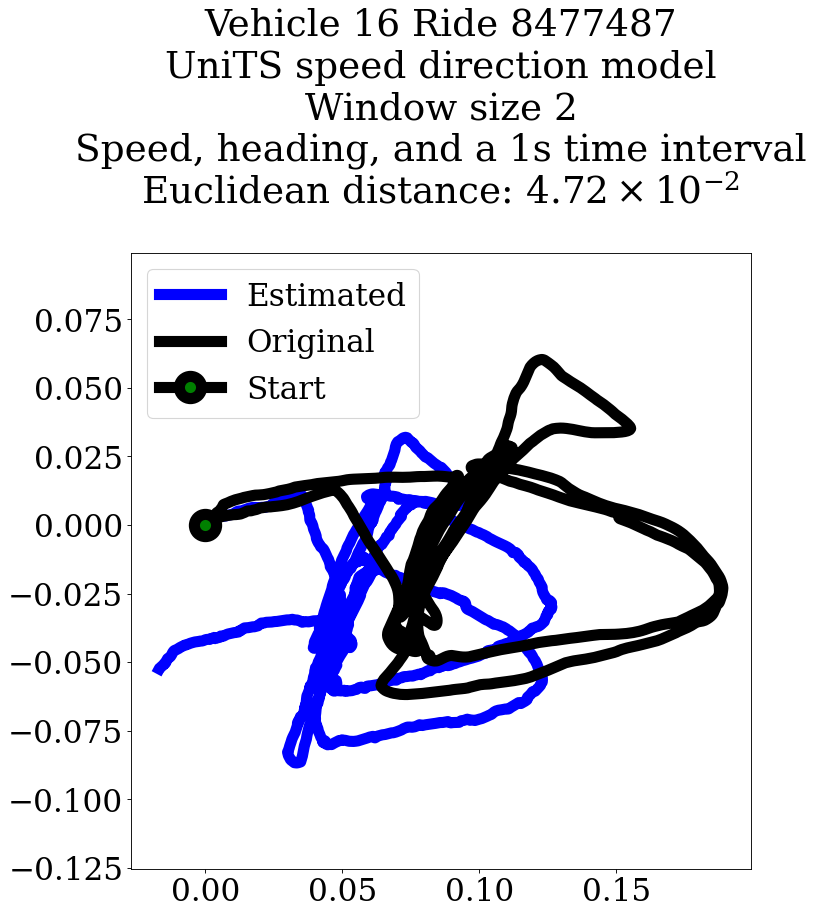 Vehicle 16 Ride 8477487
UniTS speed direction model
Window size 2
Speed, heading, and a 1s time interval
Euclidean distance: 4.72 × 10⁻²
Estimated
Original
Start
0.075
0.050
0.025
0.000
−0.025
−0.050
−0.075
−0.100
−0.125
0.00 0.05 0.10 0.15